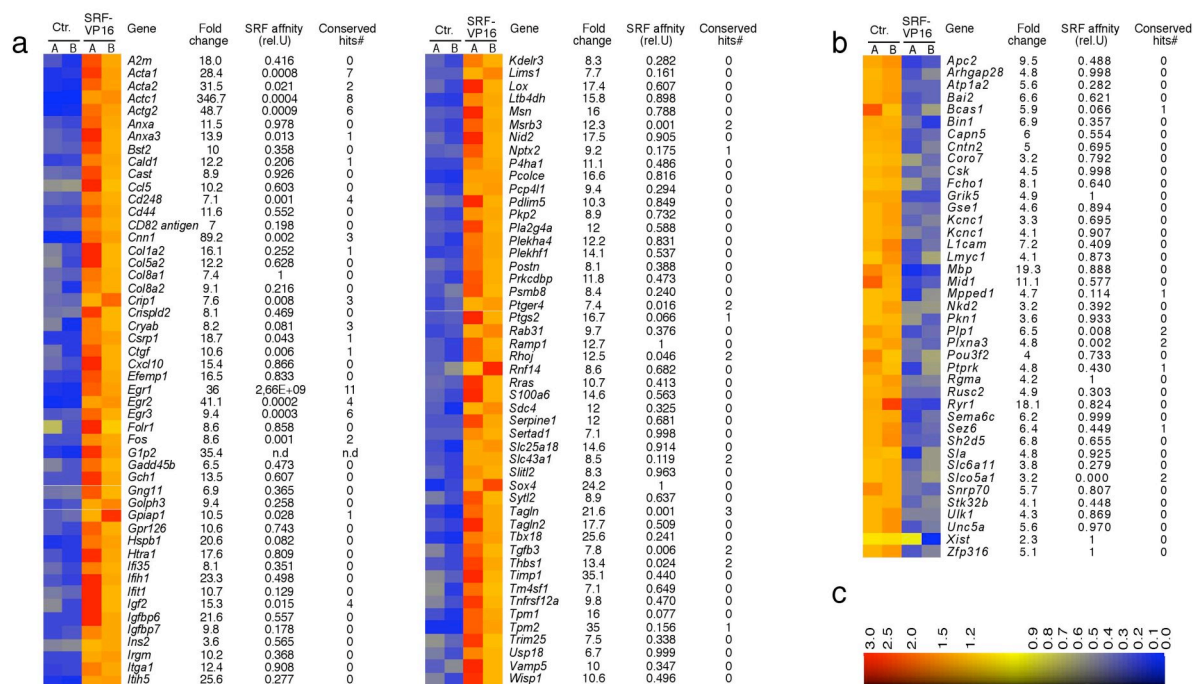 a
Ctr. SRF-VP16 Gene Fold change SRF affnity (rel.U) Conserved hits#
A B A B
A2m 18.0 0.416 0
Acta1 28.4 0.0008 7
Acta2 31.5 0.021 2
Actc1 346.7 0.0004 8
Actg2 48.7 0.0009 6
Anxa 11.5 0.978 0
Anxa3 13.9 0.013 1
Bst2 10 0.358 0
Cald1 12.2 0.206 1
Cast 8.9 0.926 0
Ccl5 10.2 0.603 0
Cd248 7.1 0.001 4
Cd44 11.6 0.552 0
CD82 antigen 7 0.198 0
Cnn1 89.2 0.002 3
Col1a2 16.1 0.252 1
Col5a2 12.2 0.628 0
Col8a1 7.4 1 0
Col8a2 9.1 0.216 0
Crip1 7.6 0.008 3
Crispld2 8.1 0.469 0
Cryab 8.2 0.081 3
Csrp1 18.7 0.043 1
Ctgf 10.6 0.006 1
Cxcl10 15.4 0.866 0
Efemp1 16.5 0.833 0
Egr1 36 2,66E+09 11
Egr2 41.1 0.0002 4
Egr3 9.4 0.0003 6
Folr1 8.6 0.858 0
Fos 8.6 0.001 2
G1p2 35.4 n.d n.d
Gadd45b 6.5 0.473 0
Gch1 13.5 0.607 0
Gng11 6.9 0.365 0
Golph3 9.4 0.258 0
Gpiap1 10.5 0.028 1
Gpr126 10.6 0.743 0
Hspb1 20.6 0.082 0
Htra1 17.6 0.809 0
Ifi35 8.1 0.351 0
Ifih1 23.3 0.498 0
Ifit1 10.7 0.129 0
Igf2 15.3 0.015 4
Igfbp6 21.6 0.557 0
Igfbp7 9.8 0.178 0
Ins2 3.6 0.565 0
Irgm 10.2 0.368 0
Itga1 12.4 0.908 0
Itih5 25.6 0.277 0
Ctr. SRF-VP16 Gene Fold change SRF affnity (rel.U) Conserved hits#
A B A B
Kdelr3 8.3 0.282 0
Lims1 7.7 0.161 0
Lox 17.4 0.607 0
Ltb4dh 15.8 0.898 0
Msn 16 0.788 0
Msrb3 12.3 0.001 2
Nid2 17.5 0.905 0
Nptx2 9.2 0.175 1
P4ha1 11.1 0.486 0
Pcolce 16.6 0.816 0
Pcp4l1 9.4 0.294 0
Pdlim5 10.3 0.849 0
Pkp2 8.9 0.732 0
Pla2g4a 12 0.588 0
Plekha4 12.2 0.831 0
Plekhf1 14.1 0.537 0
Postn 8.1 0.388 0
Prkcdbp 11.8 0.473 0
Psmb8 8.4 0.240 0
Ptger4 7.4 0.016 2
Ptgs2 16.7 0.066 1
Rab31 9.7 0.376 0
Ramp1 12.7 1 0
Rhoj 12.5 0.046 2
Rnf14 8.6 0.682 0
Rras 10.7 0.413 0
S100a6 14.6 0.563 0
Sdc4 12 0.325 0
Serpine1 12 0.681 0
Sertad1 7.1 0.998 0
Slc25a18 14.6 0.914 0
Slc43a1 8.5 0.119 2
Slitl2 8.3 0.963 0
Sox4 24.2 1 0
Sytl2 8.9 0.637 0
Tagln 21.6 0.001 3
Tagln2 17.7 0.509 0
Tbx18 25.6 0.241 0
Tgfb3 7.8 0.006 2
Thbs1 13.4 0.024 2
Timp1 35.1 0.440 0
Tm4sf1 7.1 0.649 0
Tnfrsf12a 9.8 0.470 0
Tpm1 16 0.077 0
Tpm2 35 0.156 1
Trim25 7.5 0.338 0
Usp18 6.7 0.999 0
Vamp5 10 0.347 0
Wisp1 10.6 0.496 0
b
Ctr. SRF-VP16 Gene Fold change SRF affnity (rel.U) Conserved hits#
A B A B
Apc2 9.5 0.488 0
Arhgap28 4.8 0.998 0
Atp1a2 5.6 0.282 0
Bai2 6.6 0.621 0
Bcas1 5.9 0.066 1
Bin1 6.9 0.357 0
Capn5 6 0.554 0
Cntn2 5 0.695 0
Coro7 3.2 0.792 0
Csk 4.5 0.998 0
Fcho1 8.1 0.640 0
Grik5 4.9 1 0
Gse1 4.6 0.894 0
Kcnc1 3.3 0.695 0
Kcnc1 4.1 0.907 0
L1cam 7.2 0.409 0
Lmyc1 4.1 0.873 0
Mbp 19.3 0.888 0
Mid1 11.1 0.577 0
Mpped1 4.7 0.114 1
Nkd2 3.2 0.392 0
Pkn1 3.6 0.933 0
Plp1 6.5 0.008 2
Plxna3 4.8 0.002 2
Pou3f2 4 0.733 0
Ptprk 4.8 0.430 1
Rgma 4.2 1 0
Rusc2 4.9 0.303 0
Ryr1 18.1 0.824 0
Sema6c 6.2 0.999 0
Sez6 6.4 0.449 1
Sh2d5 6.8 0.655 0
Sla 4.8 0.925 0
Slc6a11 3.8 0.279 0
Slco5a1 3.2 0.000 2
Snrp70 5.7 0.807 0
Stk32b 4.1 0.448 0
Ulk1 4.3 0.869 0
Unc5a 5.6 0.970 0
Xist 2.3 1 0
Zfp316 5.1 1 0
c
3.0 2.5 2.0 1.2 0.9 0.8 0.7 0.6 0.5 0.4 0.3 0.2 0.1 0.0